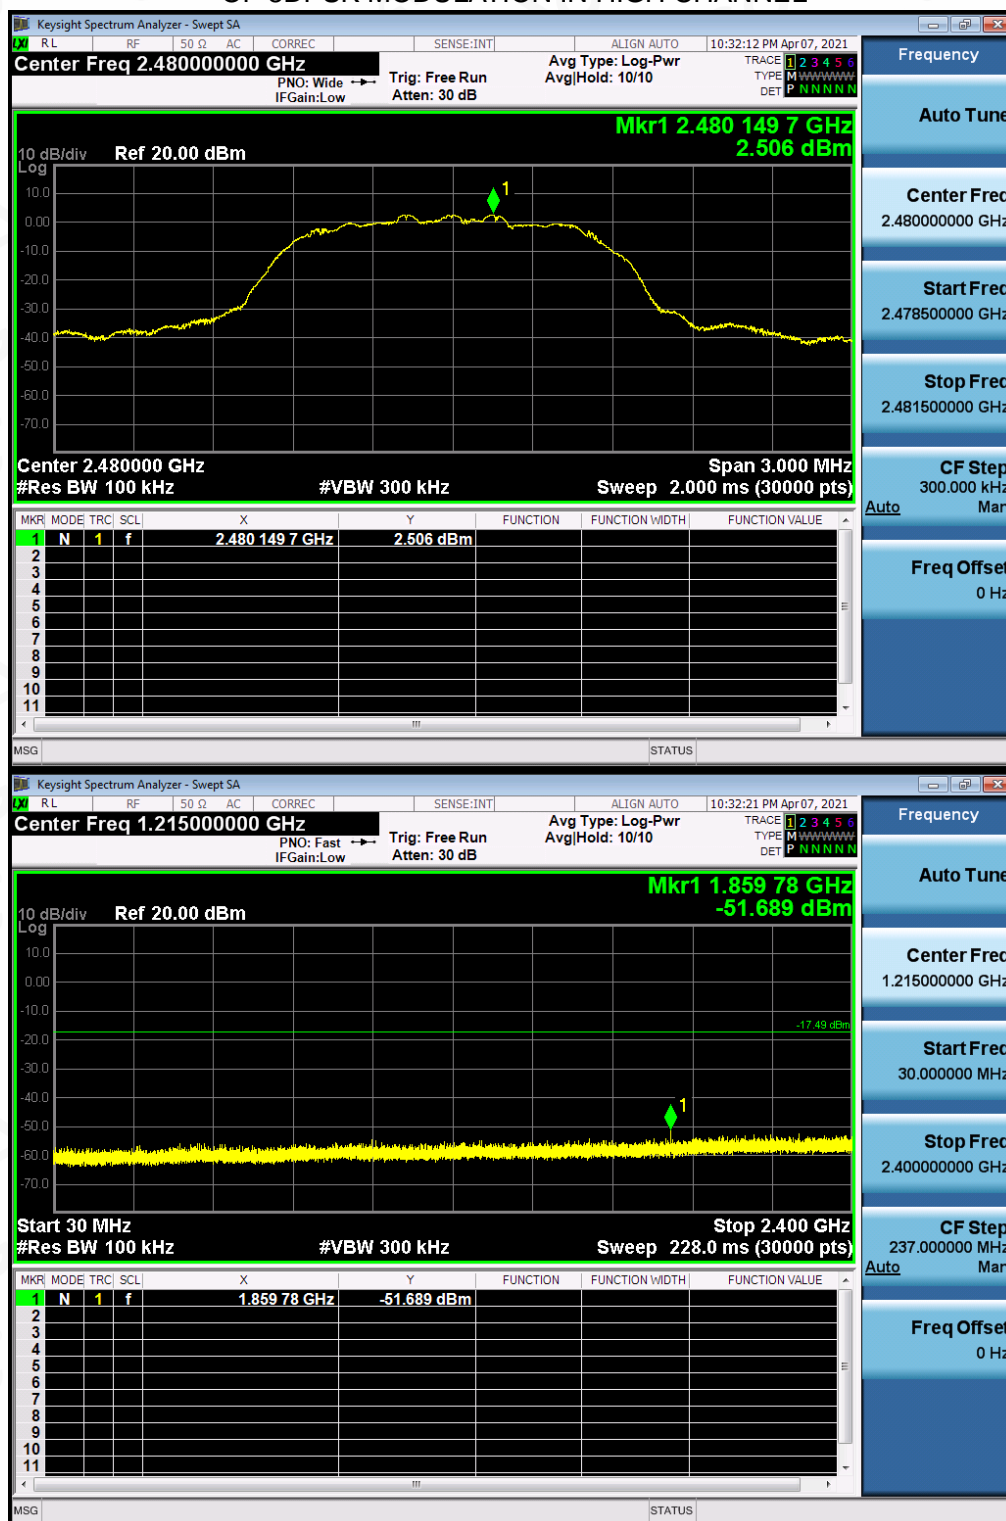 OF 8DPSK MODULATION IN HIGH CHANNEL
Keysight Spectrum Analyzer - Swept SA
LXI RL RF 50 Ω AC CORREC SENSE:INT ALIGN AUTO 10:32:12 PM Apr 07, 2021
Center Freq 2.480000000 GHz
PNO: Wide
IFGain:Low
Trig: Free Run
Atten: 30 dB
Avg Type: Log-Pwr
Avg|Hold: 10/10
TRACE 1 2 3 4 5 6
TYPE M WWWWW
DET P N N N N N
Mkr1 2.480 149 7 GHz
2.506 dBm
10 dB/div Ref 20.00 dBm
Log
10.0
0.00
-10.0
-20.0
-30.0
-40.0
-50.0
-60.0
-70.0
1
Center 2.480000 GHz Span 3.000 MHz
#Res BW 100 kHz #VBW 300 kHz Sweep 2.000 ms (30000 pts)
MKR MODE TRC SCL X Y FUNCTION FUNCTION WIDTH FUNCTION VALUE
1 N 1 f 2.480 149 7 GHz 2.506 dBm
2
3
4
5
6
7
8
9
10
11
MSG STATUS
Frequency
Auto Tune
Center Freq
2.480000000 GHz
Start Freq
2.478500000 GHz
Stop Freq
2.481500000 GHz
CF Step
300.000 kHz
Auto Man
Freq Offset
0 Hz
Keysight Spectrum Analyzer - Swept SA
LXI RL RF 50 Ω AC CORREC SENSE:INT ALIGN AUTO 10:32:21 PM Apr 07, 2021
Center Freq 1.215000000 GHz
PNO: Fast
IFGain:Low
Trig: Free Run
Atten: 30 dB
Avg Type: Log-Pwr
Avg|Hold: 10/10
TRACE 1 2 3 4 5 6
TYPE M WWWWW
DET P N N N N N
Mkr1 1.859 78 GHz
-51.689 dBm
10 dB/div Ref 20.00 dBm
Log
10.0
0.00
-10.0
-20.0
-30.0
-40.0
-50.0
-60.0
-70.0
-17.49 dBm
1
Start 30 MHz Stop 2.400 GHz
#Res BW 100 kHz #VBW 300 kHz Sweep 228.0 ms (30000 pts)
MKR MODE TRC SCL X Y FUNCTION FUNCTION WIDTH FUNCTION VALUE
1 N 1 f 1.859 78 GHz -51.689 dBm
2
3
4
5
6
7
8
9
10
11
MSG STATUS
Frequency
Auto Tune
Center Freq
1.215000000 GHz
Start Freq
30.000000 MHz
Stop Freq
2.400000000 GHz
CF Step
237.000000 MHz
Auto Man
Freq Offset
0 Hz